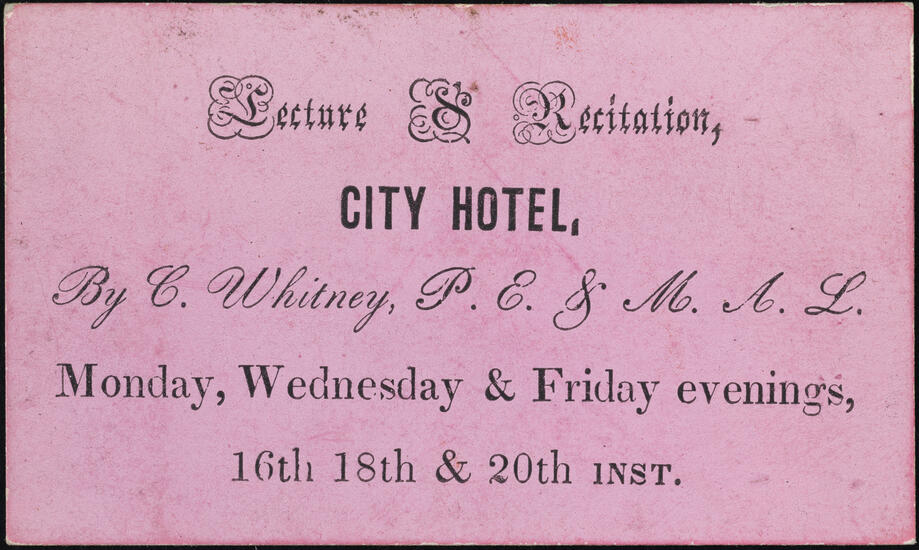 Lecture & Recitation,
CITY HOTEL,
By C. Whitney, P. E. & M. A. L.
Monday, Wednesday & Friday evenings,
16th 18th & 20th INST.